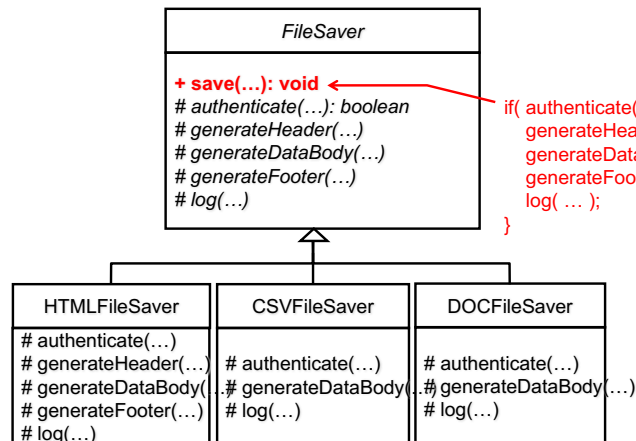 FileSaver
+ save(…): void
# authenticate(…): boolean
# generateHeader(…)
# generateDataBody(…)
# generateFooter(…)
# log(…)
if( authenticate(
generateHea
generateData
generateFoo
log( … );
}
HTMLFileSaver
# authenticate(…)
# generateHeader(…)
# generateDataBody(…)
# generateFooter(…)
# log(…)
CSVFileSaver
# authenticate(…)
# generateDataBody(…)
# log(…)
DOCFileSaver
# authenticate(…)
# generateDataBody(…)
# log(…)